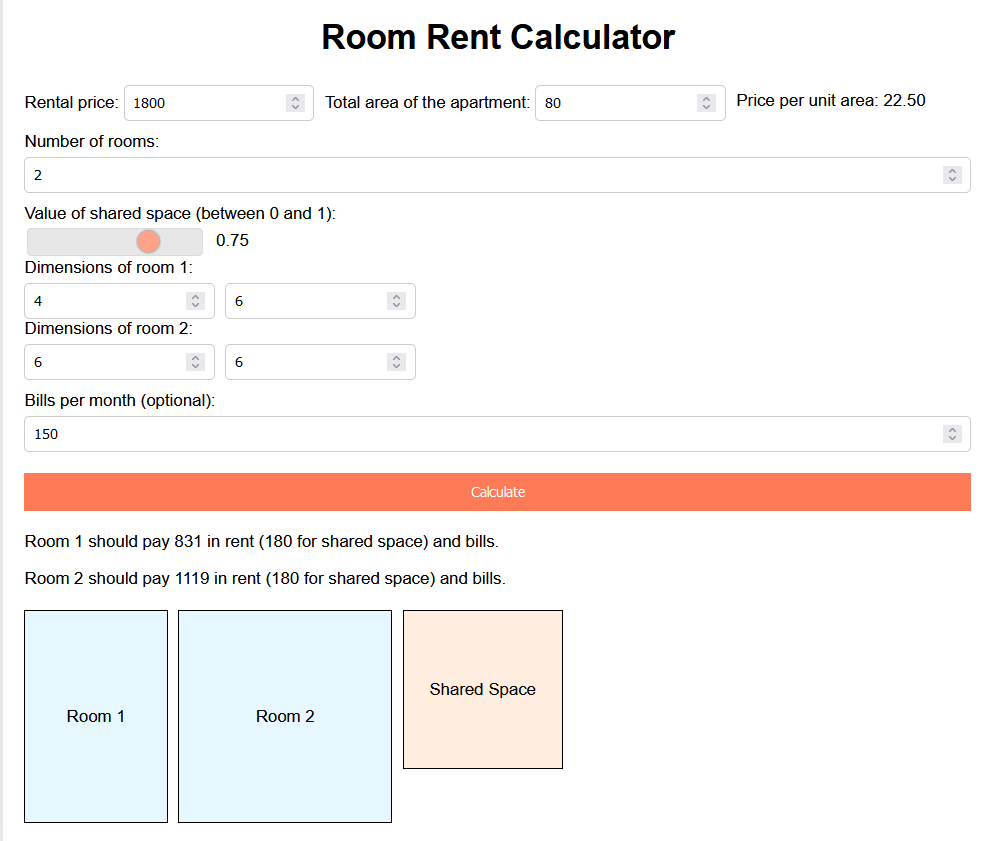 Room Rent Calculator
Rental price: 1800 Total area of the apartment: 80 Price per unit area: 22.50
Number of rooms:
2
Value of shared space (between 0 and 1):
0.75
Dimensions of room 1:
4 6
Dimensions of room 2:
6 6
Bills per month (optional):
150
Calculate
Room 1 should pay 831 in rent (180 for shared space) and bills.
Room 2 should pay 1119 in rent (180 for shared space) and bills.
Room 1 Room 2 Shared Space